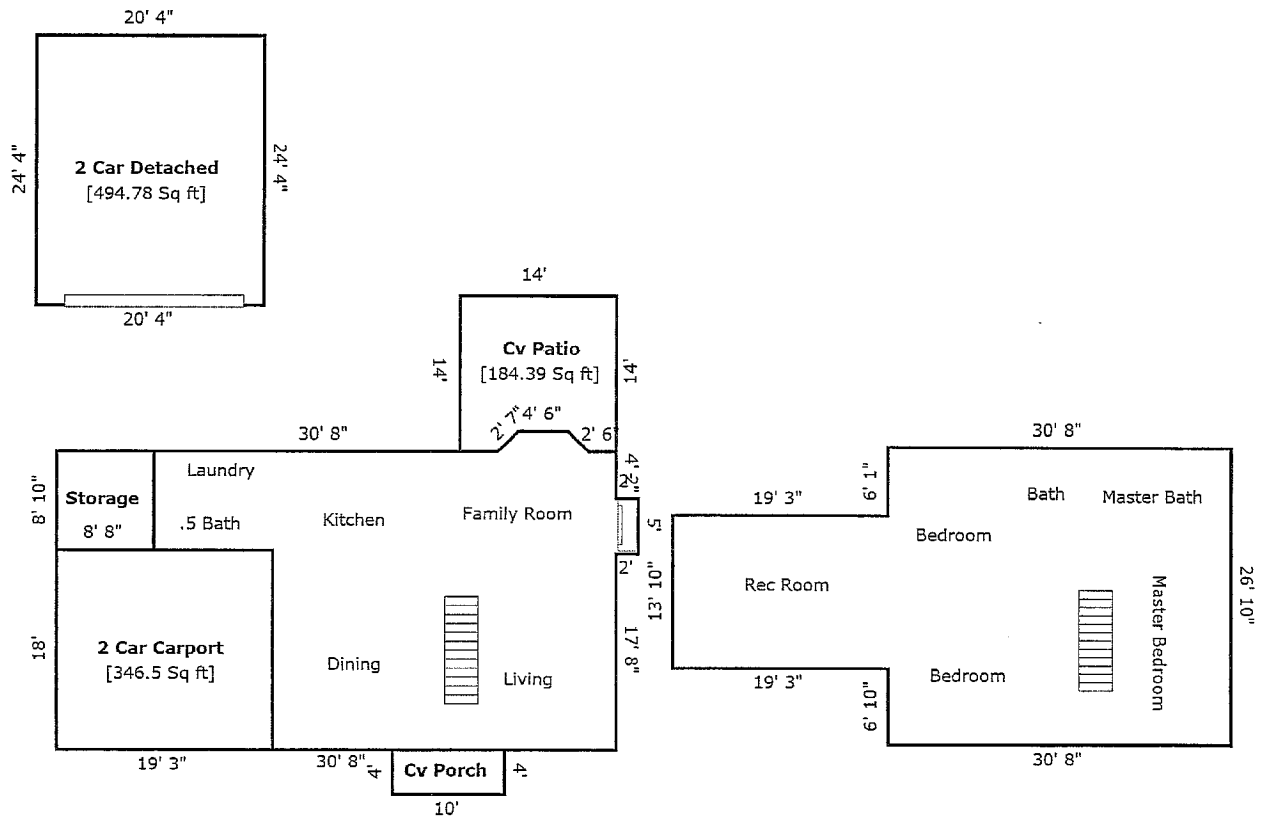 20' 4"
24' 4"
2 Car Detached
[494.78 Sq ft]
24' 4"
20' 4"
14'
14'
Cv Patio
[184.39 Sq ft]
14'
2' 7"
4' 6"
2' 6
30' 8"
4' 2"
2'
5'
2'
17' 8"
8' 10"
Storage
8' 8"
Laundry
.5 Bath
Kitchen
Family Room
18'
2 Car Carport
[346.5 Sq ft]
Dining
Living
19' 3"
30' 8"
4'
Cv Porch
4'
10'
30' 8"
6' 1"
19' 3"
Bath
Master Bath
Bedroom
13' 10"
Rec Room
26' 10"
Master Bedroom
Bedroom
19' 3"
6' 10"
30' 8"